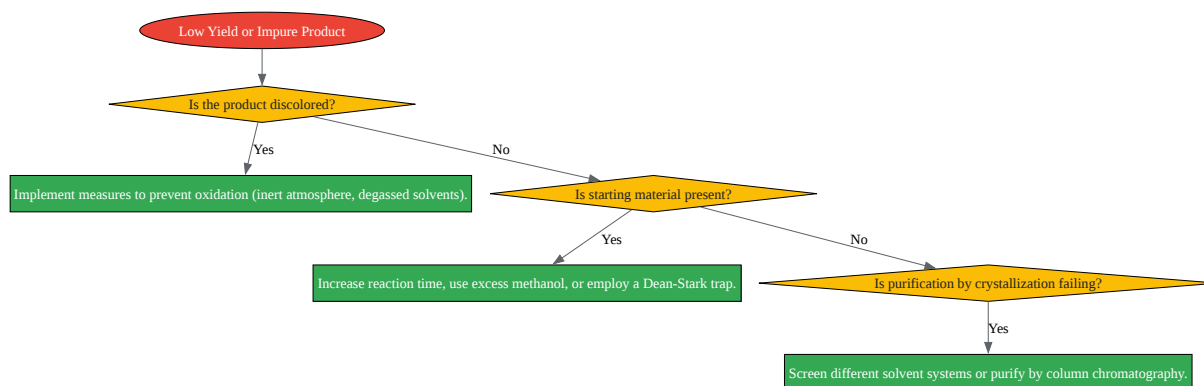 Low Yield or Impure Product
Is the product discolored?
Yes
No
Implement measures to prevent oxidation (inert atmosphere, degassed solvents).
Is starting material present?
Yes
No
Increase reaction time, use excess methanol, or employ a Dean-Stark trap.
Is purification by crystallization failing?
Yes
Screen different solvent systems or purify by column chromatography.